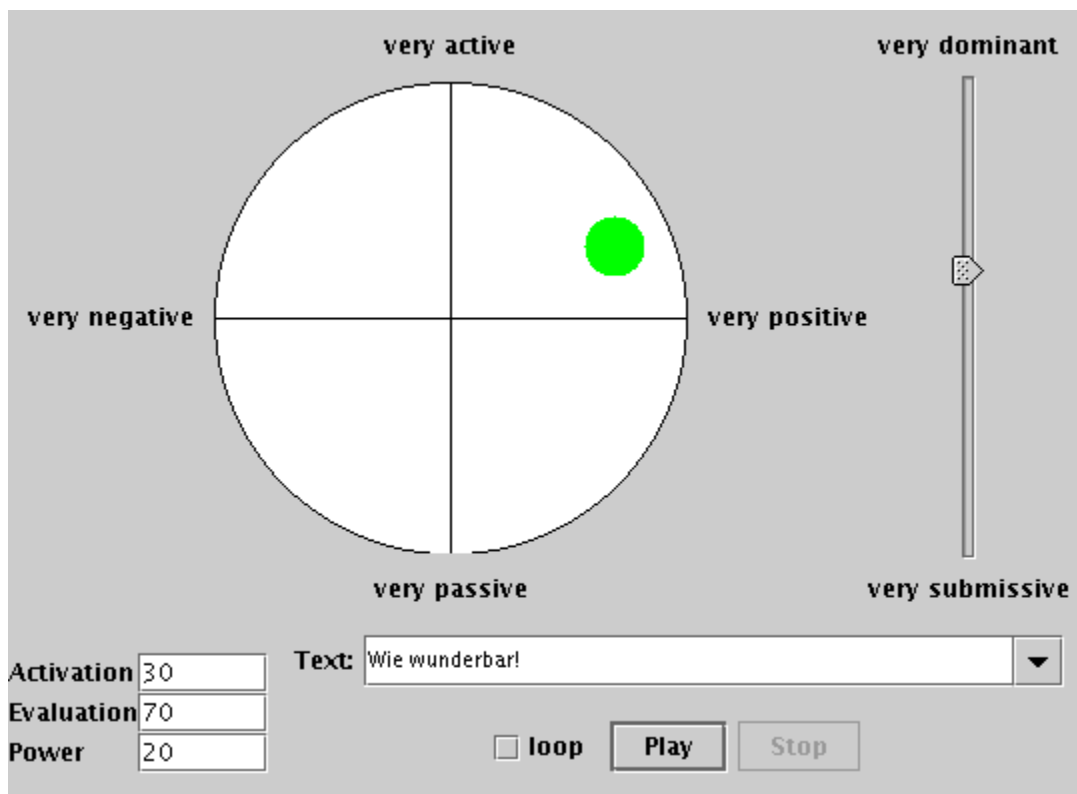 very active
very dominant
very negative
very positive
very passive
very submissive
Text: Wie wunderbar!
Activation 30
Evaluation 70
Power 20
loop Play Stop